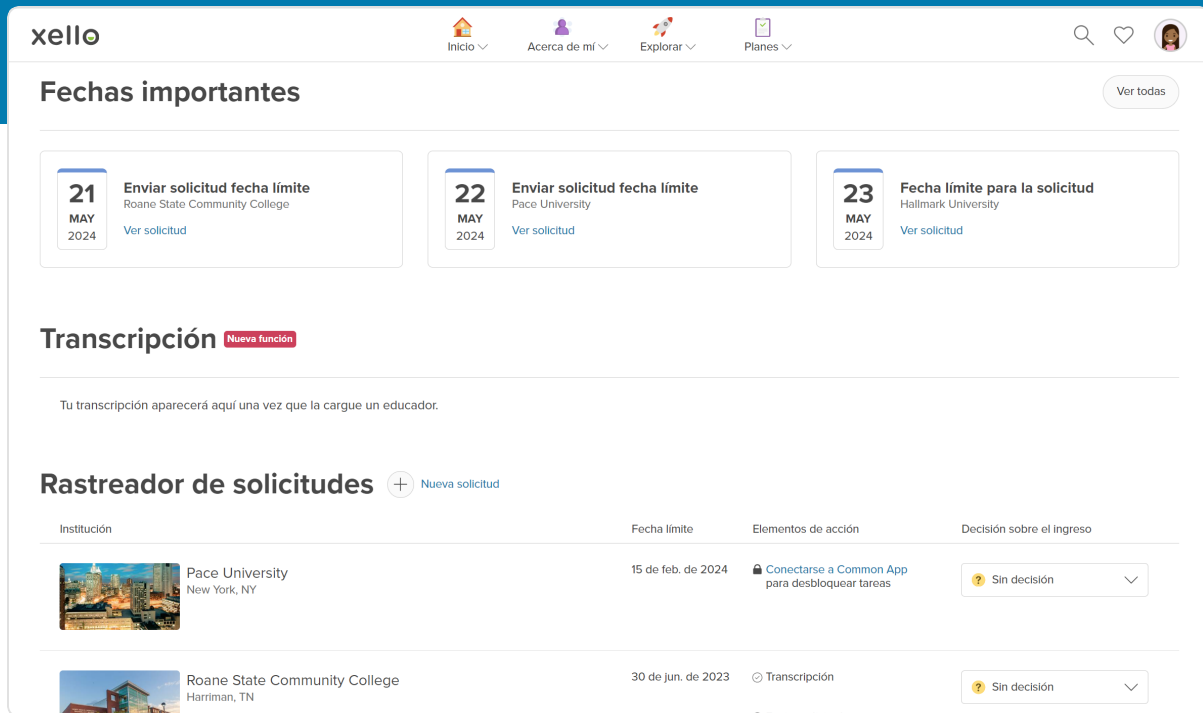 xello
Inicio
Acerca de mí
Explorar
Planes
Fechas importantes
Ver todas
21
MAY
2024
Enviar solicitud fecha límite
Roane State Community College
Ver solicitud
22
MAY
2024
Enviar solicitud fecha límite
Pace University
Ver solicitud
23
MAY
2024
Fecha límite para la solicitud
Hallmark University
Ver solicitud
Transcripción Nueva función
Tu transcripción aparecerá aquí una vez que la cargue un educador.
Rastreador de solicitudes
Nueva solicitud
Institución
Fecha límite
Elementos de acción
Decisión sobre el ingreso
Pace University
New York, NY
15 de feb. de 2024
Conectarse a Common App
para desbloquear tareas
? Sin decisión
Roane State Community College
Harriman, TN
30 de jun. de 2023
Transcripción
? Sin decisión